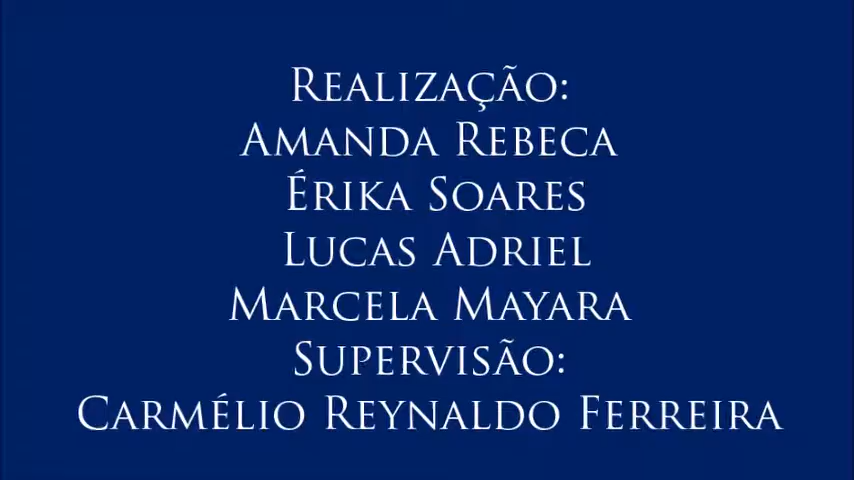 Realização:
Amanda Rebeca
Érika Soares
Lucas Adriel
Marcela Mayara
Supervisão:
Carmélio Reynaldo Ferreira